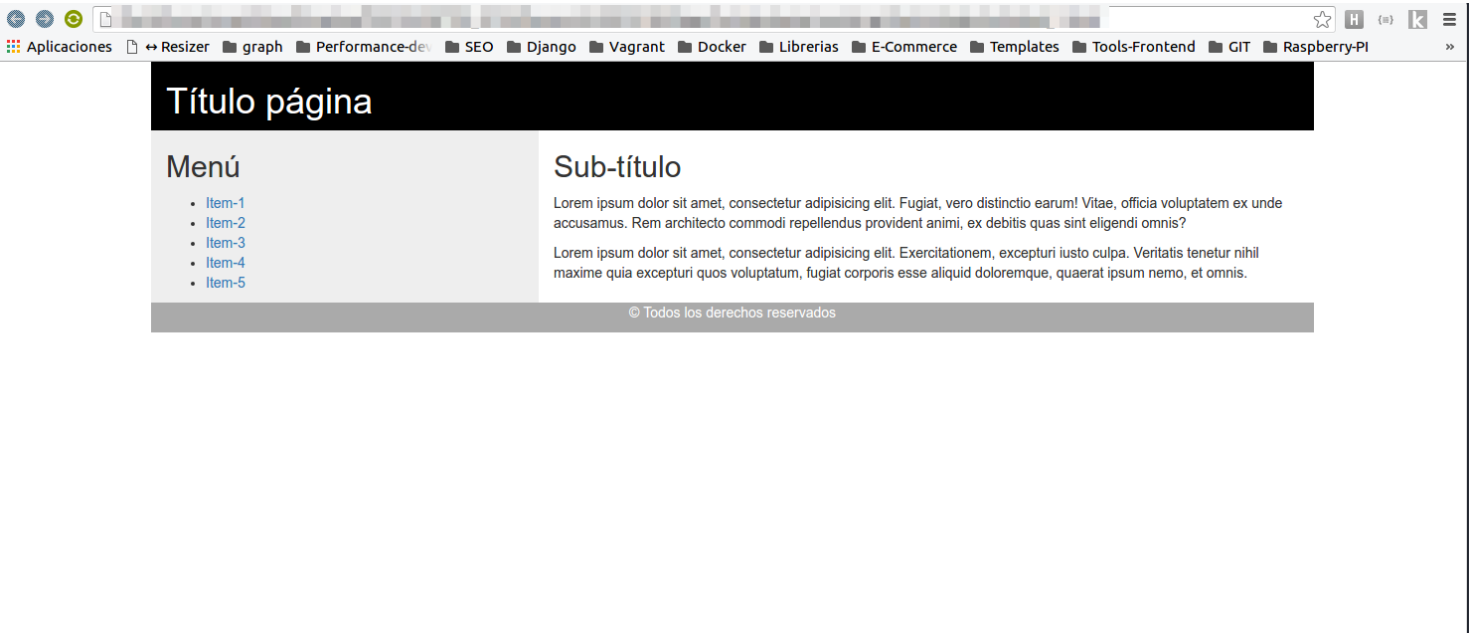 Aplicaciones ↔ Resizer graph Performance-dev SEO Django Vagrant Docker Librerias E-Commerce Templates Tools-Frontend GIT Raspberry-PI »
H {≡} k
Título página
Menú
Item-1
Item-2
Item-3
Item-4
Item-5
Sub-título
Lorem ipsum dolor sit amet, consectetur adipisicing elit. Fugiat, vero distinctio earum! Vitae, officia voluptatem ex unde
accusamus. Rem architecto commodi repellendus provident animi, ex debitis quas sint eligendi omnis?
Lorem ipsum dolor sit amet, consectetur adipisicing elit. Exercitationem, excepturi iusto culpa. Veritatis tenetur nihil
maxime quia excepturi quos voluptatum, fugiat corporis esse aliquid doloremque, quaerat ipsum nemo, et omnis.
© Todos los derechos reservados